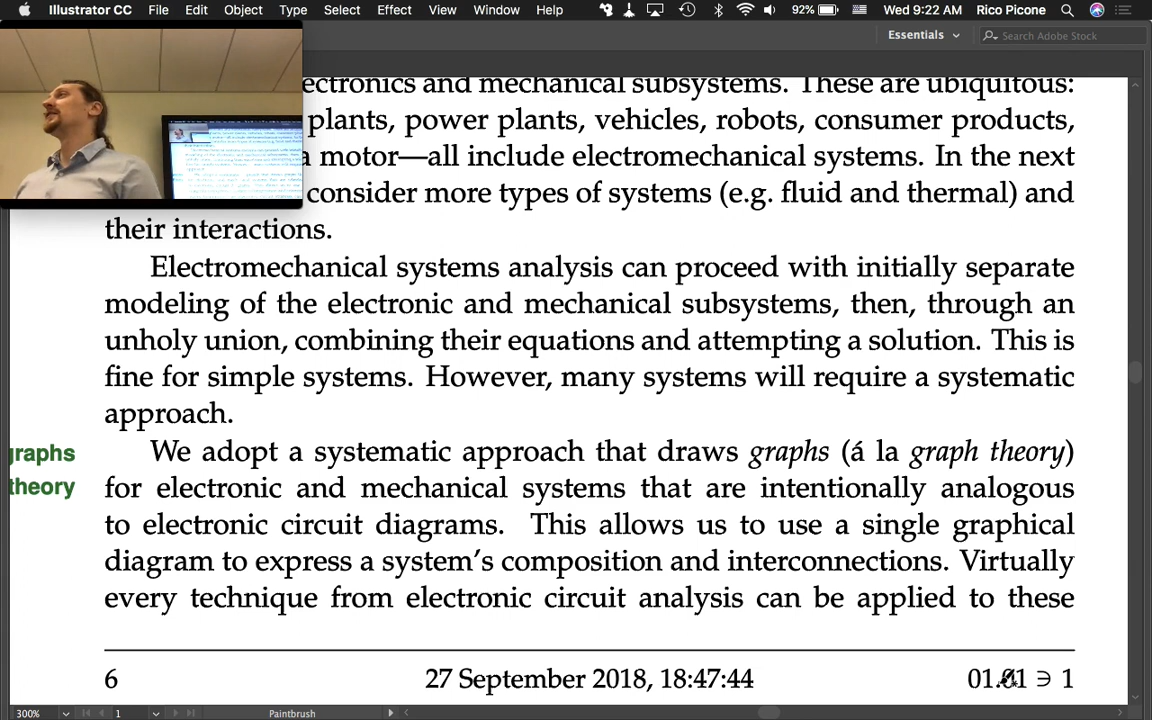 Illustrator CC File Edit Object Type Select Effect View Window Help 92% Wed 9:22 AM Rico Picone
Essentials Search Adobe Stock
ectronics and mechanical subsystems. These are ubiquitous:
plants, power plants, vehicles, robots, consumer products,
a motor—all include electromechanical systems. In the next
consider more types of systems (e.g. fluid and thermal) and
their interactions.
Electromechanical systems analysis can proceed with initially separate
modeling of the electronic and mechanical subsystems, then, through an
unholy union, combining their equations and attempting a solution. This is
fine for simple systems. However, many systems will require a systematic
approach.
graphs We adopt a systematic approach that draws graphs (á la graph theory)
theory for electronic and mechanical systems that are intentionally analogous
to electronic circuit diagrams. This allows us to use a single graphical
diagram to express a system's composition and interconnections. Virtually
every technique from electronic circuit analysis can be applied to these
6 27 September 2018, 18:47:44 01.01 ∋ 1
300% 1 Paintbrush